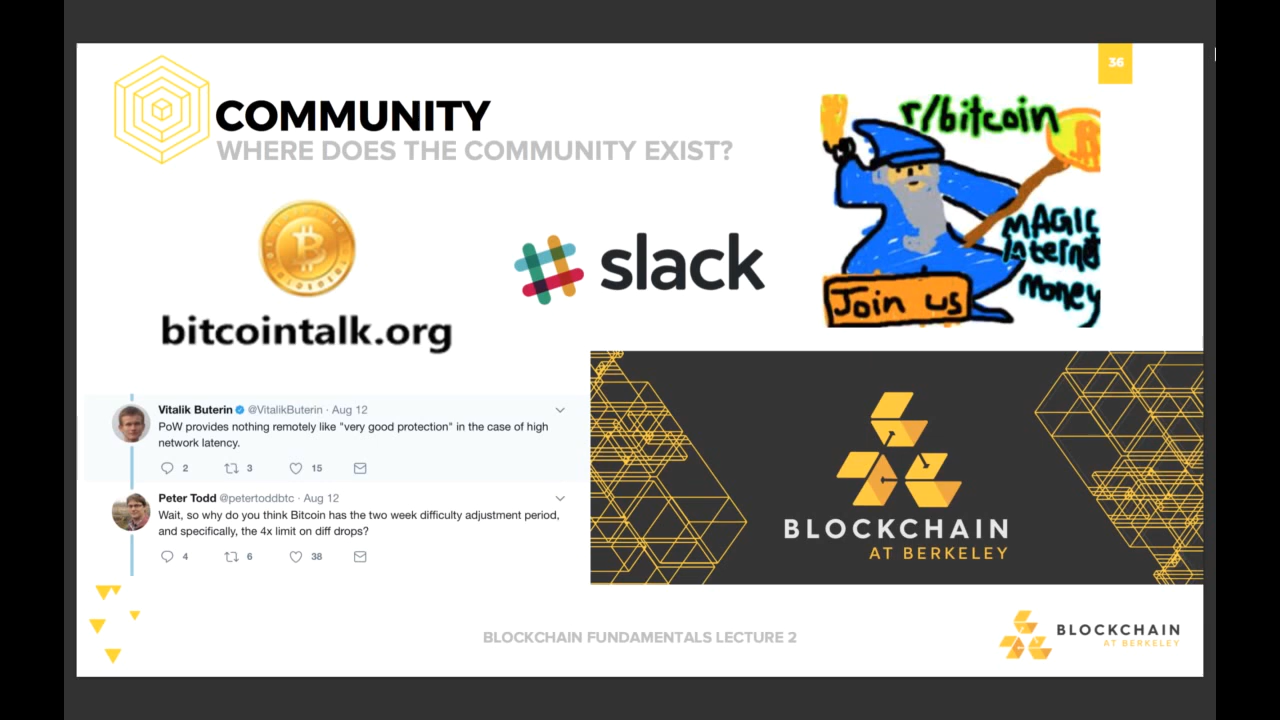 36
COMMUNITY
WHERE DOES THE COMMUNITY EXIST?
bitcointalk.org
slack
r/bitcoin
MAGIC
Internet
Money
Join us
Vitalik Buterin @VitalikButerin · Aug 12
PoW provides nothing remotely like "very good protection" in the case of high
network latency.
2 3 15
Peter Todd @petertoddbtc · Aug 12
Wait, so why do you think Bitcoin has the two week difficulty adjustment period,
and specifically, the 4x limit on diff drops?
4 6 38
BLOCKCHAIN
AT BERKELEY
BLOCKCHAIN FUNDAMENTALS LECTURE 2
BLOCKCHAIN
AT BERKELEY